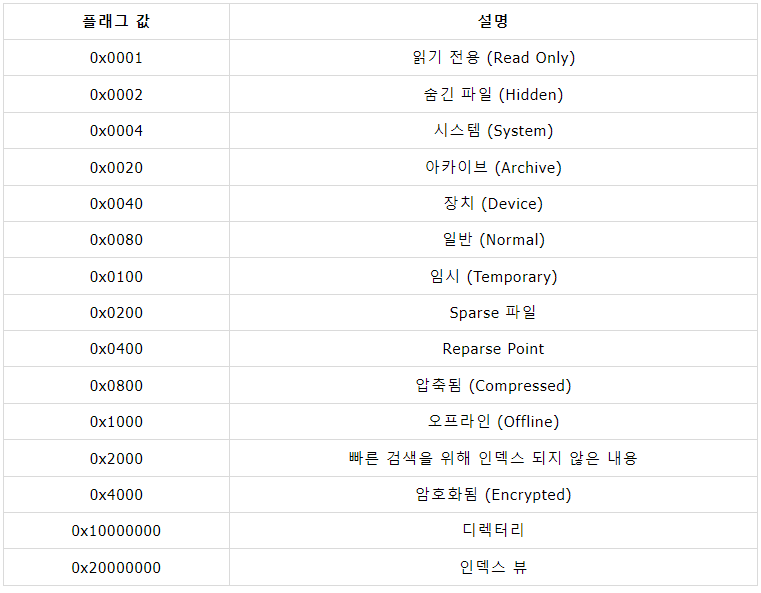 플래그 값 설명
0x0001 읽기 전용 (Read Only)
0x0002 숨긴 파일 (Hidden)
0x0004 시스템 (System)
0x0020 아카이브 (Archive)
0x0040 장치 (Device)
0x0080 일반 (Normal)
0x0100 임시 (Temporary)
0x0200 Sparse 파일
0x0400 Reparse Point
0x0800 압축됨 (Compressed)
0x1000 오프라인 (Offline)
0x2000 빠른 검색을 위해 인덱스 되지 않은 내용
0x4000 암호화됨 (Encrypted)
0x10000000 디렉터리
0x20000000 인덱스 뷰